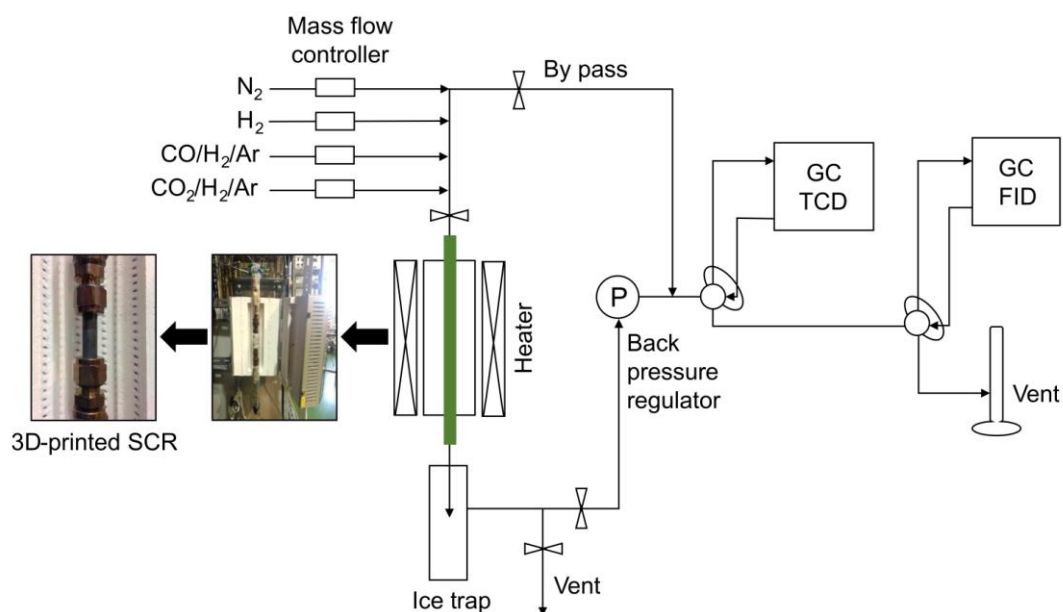 Mass flow
controller
N₂
H₂
CO/H₂/Ar
CO₂/H₂/Ar
By pass
GC
TCD
GC
FID
Heater
P
Back
pressure
regulator
Vent
3D-printed SCR
Ice trap
Vent